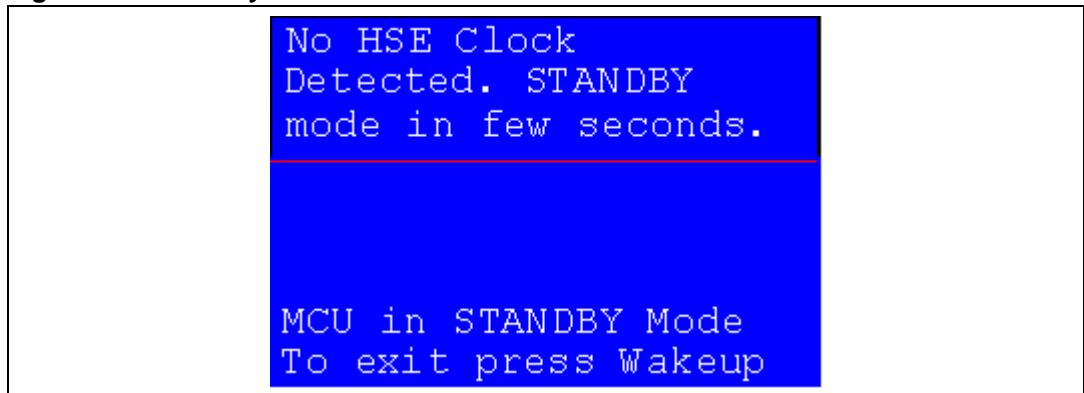 No HSE Clock
Detected. STANDBY
mode in few seconds.
MCU in STANDBY Mode
To exit press Wakeup